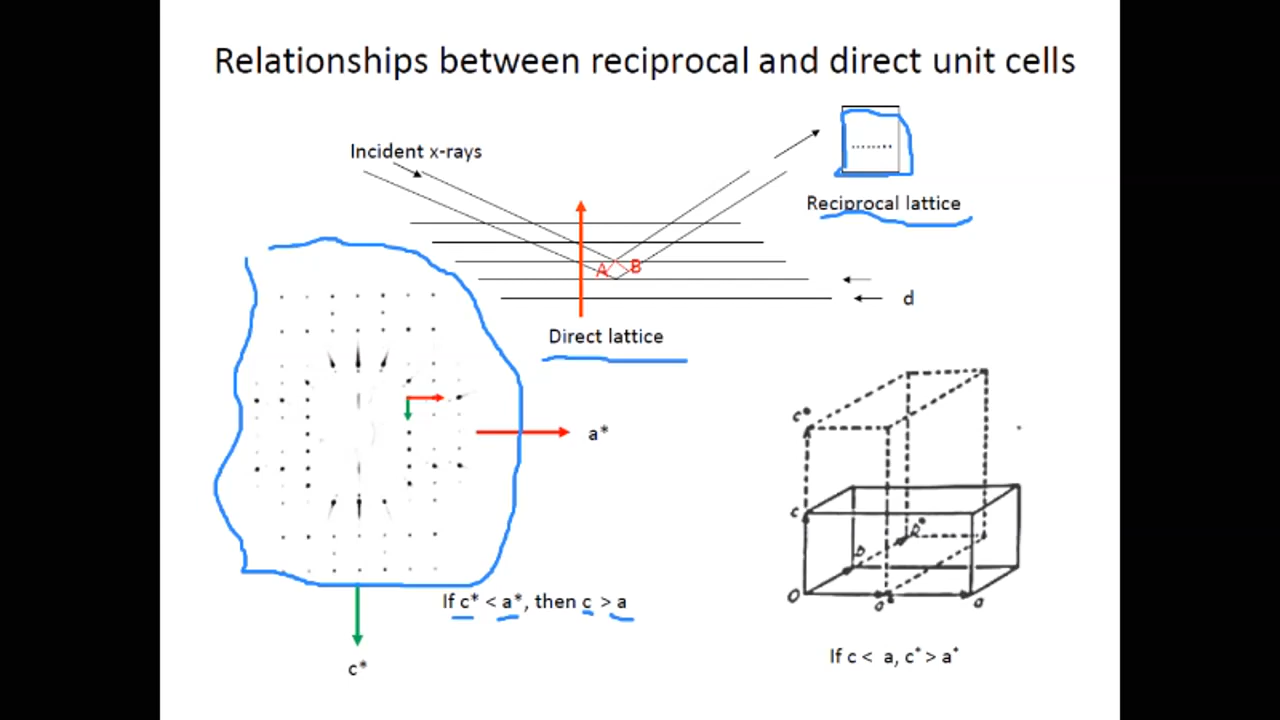 Relationships between reciprocal and direct unit cells
Incident x-rays
Reciprocal lattice
A B
d
Direct lattice
a*
If c* < a*, then c > a
c*
c*
c
b
b*
O
a*
a
If c < a, c* > a*